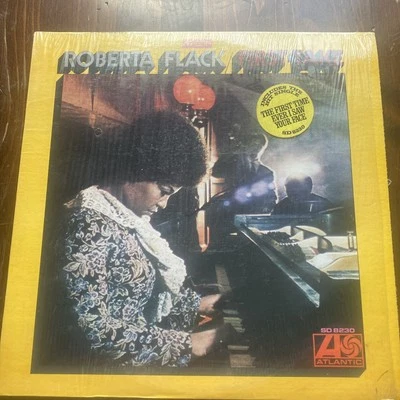 ROBERTA FLACK FIRST TAKE
INCLUDES THE
HIT SINGLE
THE FIRST TIME
EVER I SAW
YOUR FACE
SD 8230
SD 8230
ATLANTIC